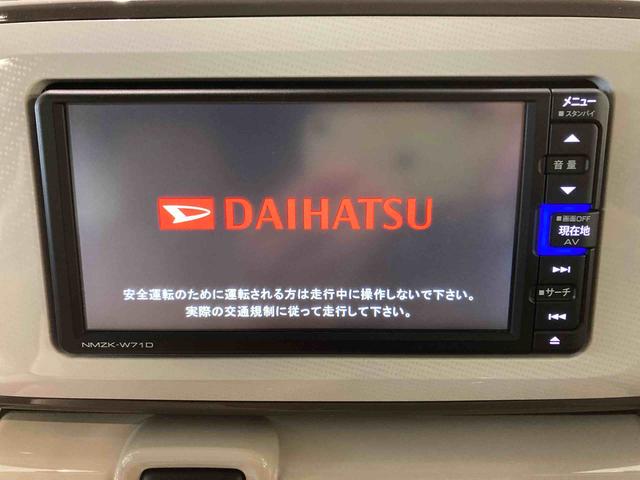 DAIHATSU
安全運転のために運転される方は走行中に操作しないで下さい。
実際の交通規制に従って走行して下さい。
NMZK-W71D
メニュー
■スタンバイ
音量
■画面OFF
現在地
AV
■サーチ